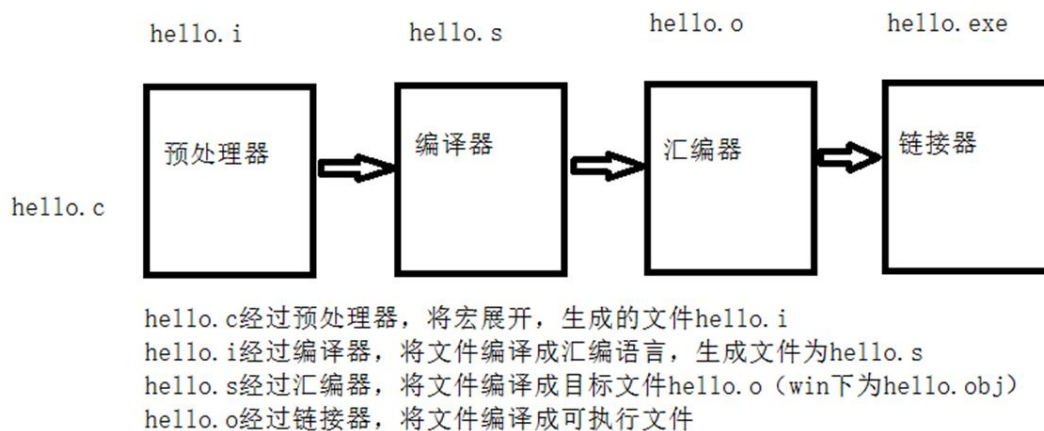 hello.i hello.s hello.o hello.exe
预处理器 编译器 汇编器 链接器
hello.c
hello.c经过预处理器，将宏展开，生成的文件hello.i
hello.i经过编译器，将文件编译成汇编语言，生成文件为hello.s
hello.s经过汇编器，将文件编译成目标文件hello.o（win下为hello.obj）
hello.o经过链接器，将文件编译成可执行文件